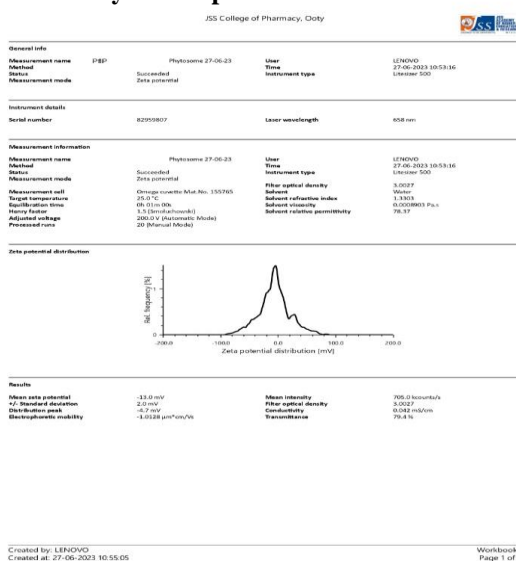 JSS College of Pharmacy, Ooty
JSS
General info
Measurement name PBP Phytosome 27-06-23 User LENOVO
Method Time 27-06-2023 10:53:16
Status Succeeded Instrument type Litesizer 500
Measurement mode Zeta potential
Instrument details
Serial number 82959807 Laser wavelength 658 nm
Measurement information
Measurement name Phytosome 27-06-23 User LENOVO
Method Time 27-06-2023 10:53:16
Status Succeeded Instrument type Litesizer 500
Measurement mode Zeta potential Filter optical density 3.0027
Measurement cell Omega cuvette Mat.No. 155765 Solvent Water
Target temperature 25.0 °C Solvent refractive index 1.3303
Equilibration time 0h 01m 00s Solvent viscosity 0.0008903 Pa.s
Henry factor 1.5 (Smoluchowski) Solvent relative permittivity 78.37
Adjusted voltage 200.0 V (Automatic Mode)
Processed runs 20 (Manual Mode)
Zeta potential distribution
Rel. frequency [%]
1
0
-200.0 -100.0 0.0 100.0 200.0
Zeta potential distribution [mV]
Results
Mean zeta potential -13.0 mV Mean intensity 705.0 kcounts/s
+/- Standard deviation 2.0 mV Filter optical density 3.0027
Distribution peak -4.7 mV Conductivity 0.042 mS/cm
Electrophoretic mobility -1.0128 µm*cm/Vs Transmittance 79.4 %
Created by: LENOVO Workbook
Created at: 27-06-2023 10:55:05 Page 1 of